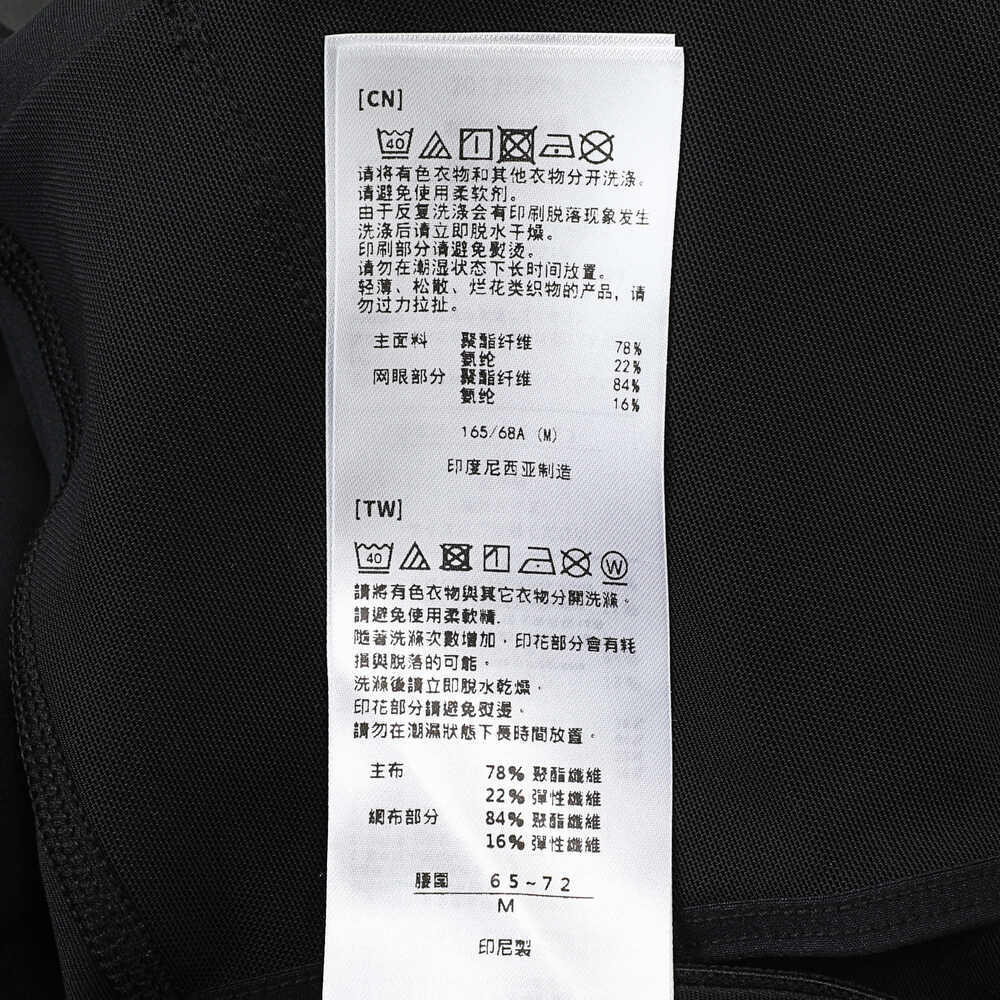 [CN]
40
请将有色衣物和其他衣物分开洗涤。
请避免使用柔软剂。
由于反复洗涤会有印刷脱落现象发生
洗涤后请立即脱水干燥。
印刷部分请避免熨烫。
请勿在潮湿状态下长时间放置。
轻薄、松散、烂花类织物的产品，请
勿过力拉扯。
主面料 聚酯纤维 78%
氨纶 22%
网眼部分 聚酯纤维 84%
氨纶 16%
165/68A (M)
印度尼西亚制造
[TW]
40 W
請將有色衣物與其它衣物分開洗滌。
請避免使用柔軟精.
隨著洗滌次數增加，印花部分會有耗
損與脫落的可能。
洗滌後請立即脫水乾燥。
印花部分請避免熨燙。
請勿在潮濕狀態下長時間放置。
主布 78% 聚酯纖維
22% 彈性纖維
網布部分 84% 聚酯纖維
16% 彈性纖維
腰圍 65~72
M
印尼製